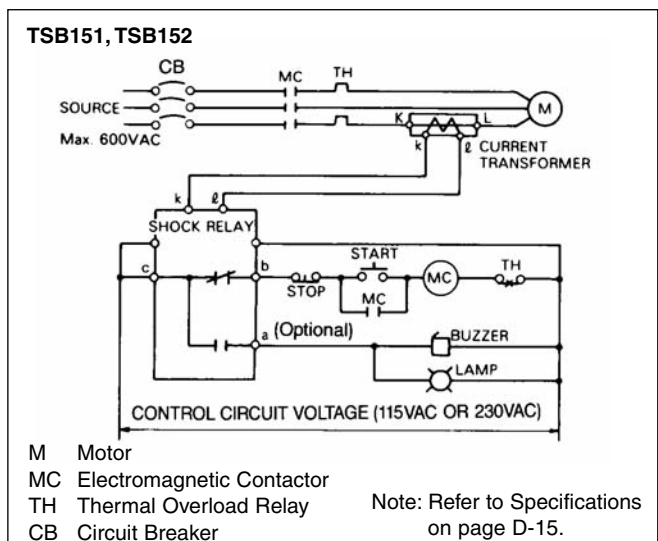 TSB151, TSB152
CB
MC
TH
SOURCE
M
Max. 600VAC
K
L
k
ℓ
CURRENT
TRANSFORMER
k
ℓ
SHOCK RELAY
START
c
b
STOP
MC
TH
MC
a (Optional)
BUZZER
LAMP
CONTROL CIRCUIT VOLTAGE (115VAC OR 230VAC)
M Motor
MC Electromagnetic Contactor
TH Thermal Overload Relay
CB Circuit Breaker
Note: Refer to Specifications
on page D-15.